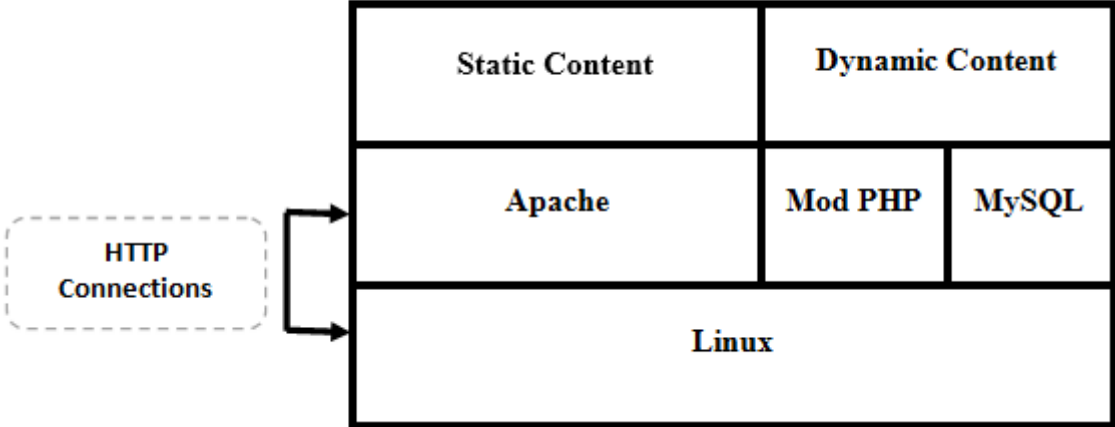 Static Content
Dynamic Content
Apache
Mod PHP
MySQL
HTTP
Connections
Linux